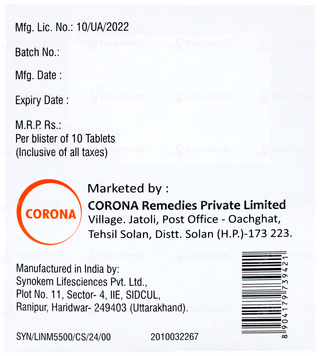 Mfg. Lic. No.: 10/UA/2022
Batch No.:
Mfg. Date :
Expiry Date :
M.R.P. Rs.:
Per blister of 10 Tablets
(Inclusive of all taxes)
Marketed by :
CORONA
CORONA Remedies Private Limited
Village. Jatoli, Post Office - Oachghat,
Tehsil Solan, Distt. Solan (H.P.)-173 223.
Manufactured in India by:
Synokem Lifesciences Pvt. Ltd.,
Plot No. 11, Sector- 4, IIE, SIDCUL,
Ranipur, Haridwar- 249403 (Uttarakhand).
SYN/LINM5500/CS/24/00 2010032267
8 904179 739421